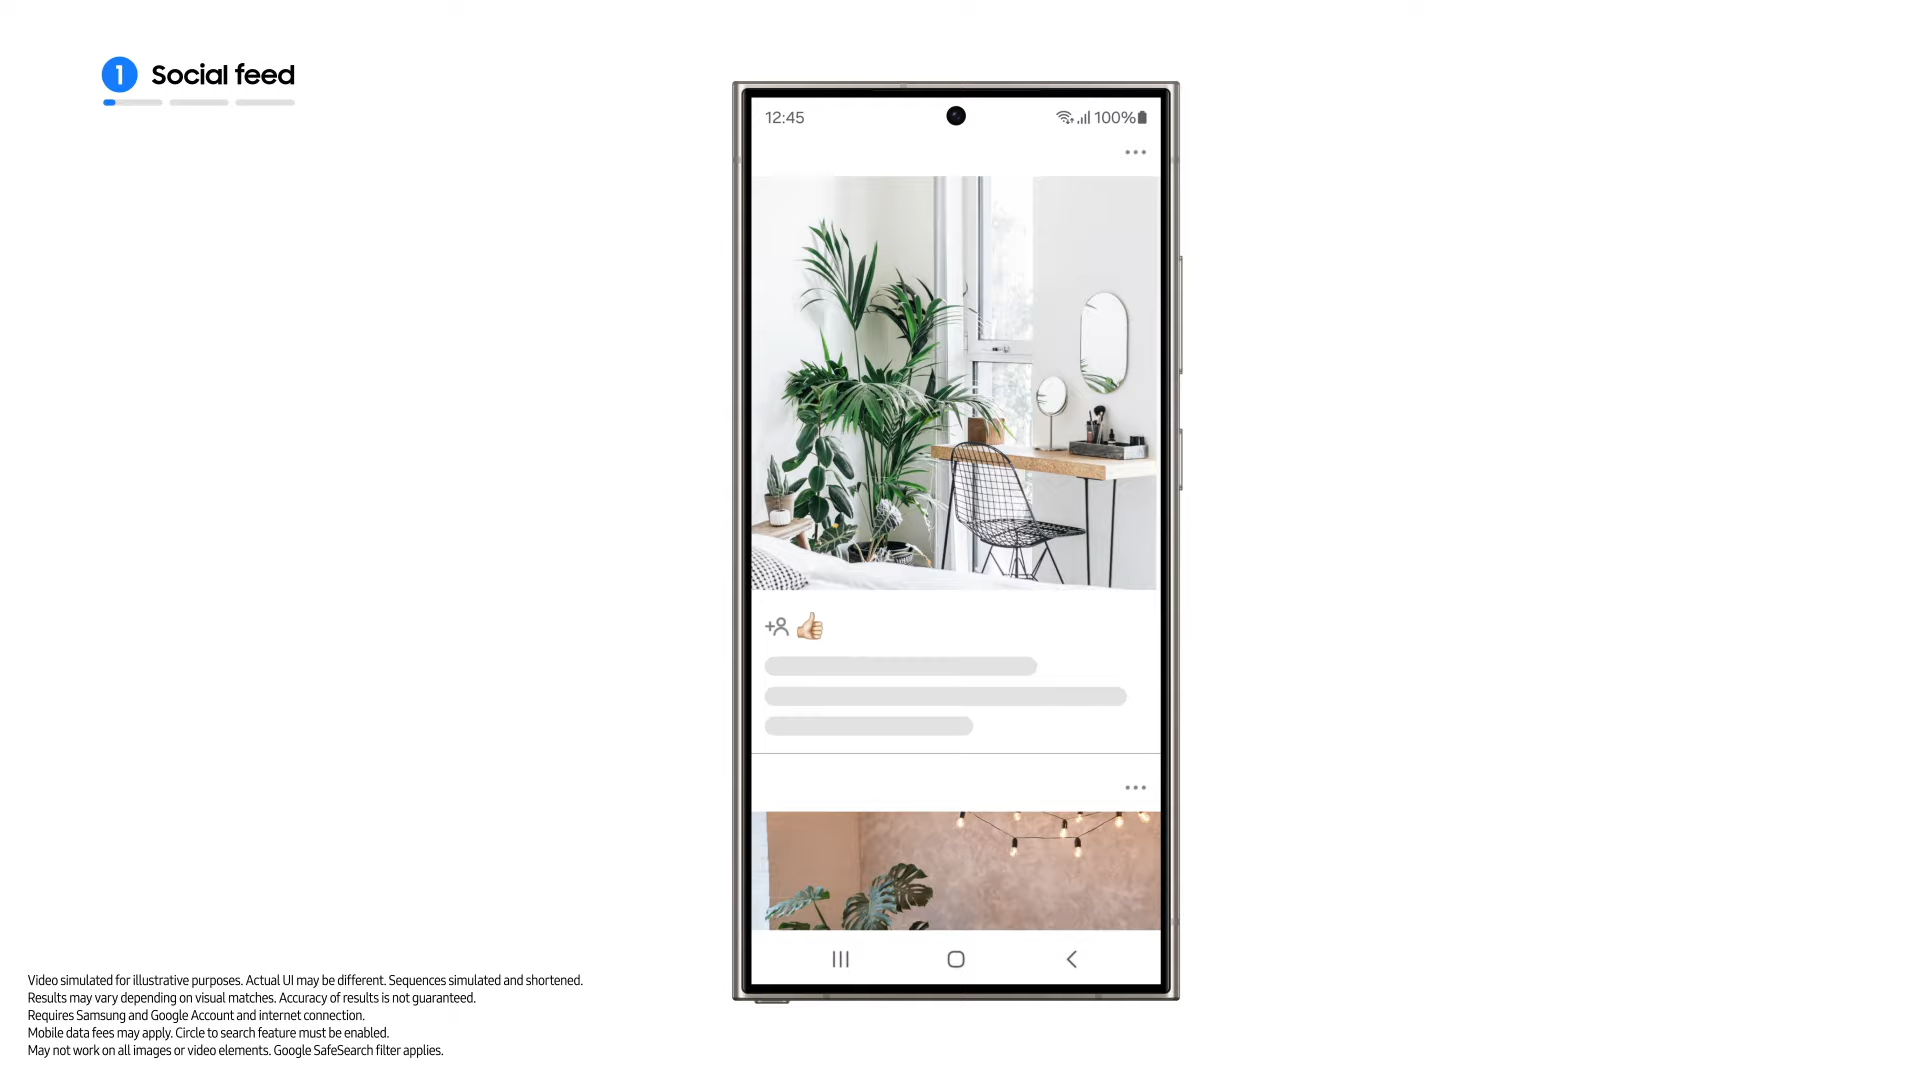 1 Social feed
12:45
100%
Video simulated for illustrative purposes. Actual UI may be different. Sequences simulated and shortened.
Results may vary depending on visual matches. Accuracy of results is not guaranteed.
Requires Samsung and Google Account and internet connection.
Mobile data fees may apply. Circle to search feature must be enabled.
May not work on all images or video elements. Google SafeSearch filter applies.